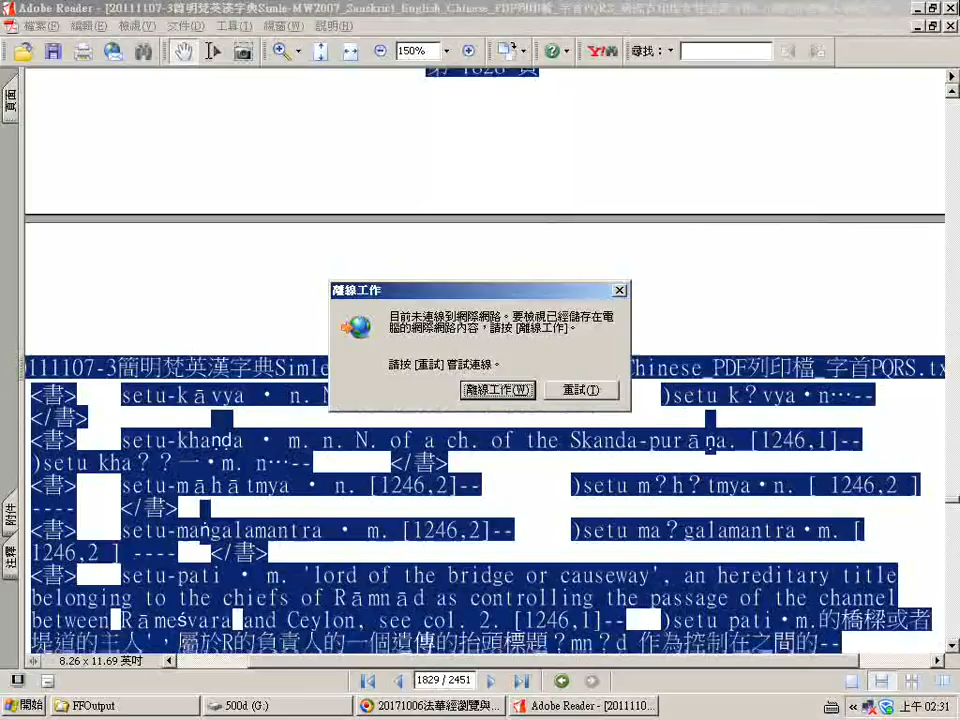 Adobe Reader - [20111107-3簡明梵英漢字典Simle-MW2007_Sanskrit_English_Chinese_PDF列印檔_字首PQRS_
檔案(F) 編輯(E) 檢視(V) 文件(D) 工具(T) 視窗(W) 說明(H)
150% 尋找：
頁面
第 1828 頁
離線工作
目前未連線到網際網路。要檢視已經儲存在電
腦的網際網路內容，請按 [離線工作]。
請按 [重試] 嘗試連線。
離線工作(W) 重試(T)
111107-3簡明梵英漢字典Simle
hinese_PDF列印檔_字首PQRS.tx
<書> setu-kāvya • n. N )setu k?vya•n…--
</書>
<書> setu-khaṇḍa • m. n. N. of a ch. of the Skanda-purāṇa. [1246,1]--
)setu kha？？一•m. n…-- </書>
<書> setu-māhātmya • n. [1246,2]-- )setu m?h?tmya•n. [ 1246,2 ]
---- </書>
<書> setu-maṅgalamantra • m. [1246,2]-- )setu ma？galamantra•m. [
1246,2 ] ---- </書>
<書> setu-pati • m. 'lord of the bridge or causeway', an hereditary title
belonging to the chiefs of Rāmnād as controlling the passage of the channel
between Rāmeśvara and Ceylon, see col. 2. [1246,1]-- )setu pati•m.的橋樑或者
堤道的主人'，屬於R的負責人的一個遺傳的抬頭標題？mn？d 作為控制在之間的--
附件
注釋
8.26 x 11.69 英吋
1829 / 2451
開始 FFOutput 500d (G:) 20171006法華經瀏覽與... Adobe Reader - [2011110... 上午 02:31